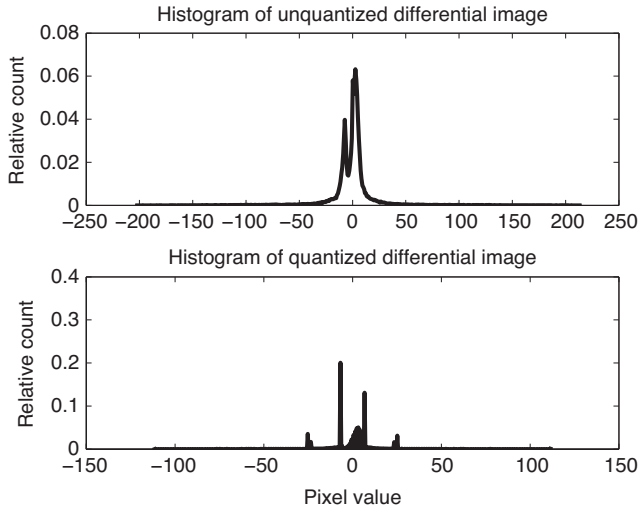 Histogram of unquantized differential image
0.08
0.06
0.04
0.02
0
Relative count
−250 −200 −150 −100 −50 0 50 100 150 200 250
Histogram of quantized differential image
0.4
0.3
0.2
0.1
0
Relative count
−150 −100 −50 0 50 100 150
Pixel value